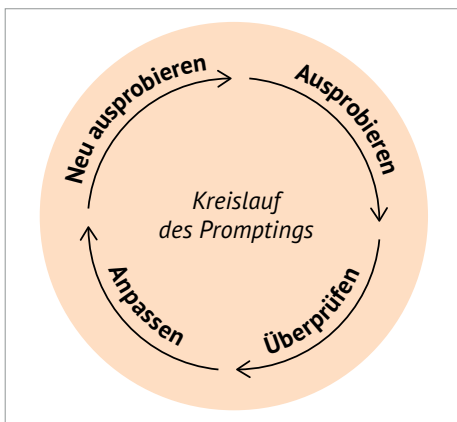 Neu ausprobieren
Ausprobieren
Kreislauf
des Promptings
Anpassen
Überprüfen